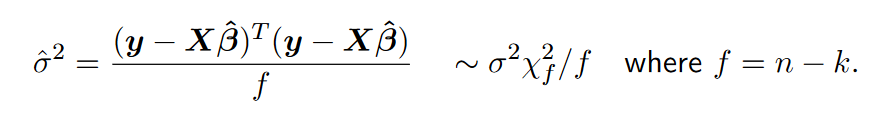 σ̂² = (y − Xβ̂)ᵀ(y − Xβ̂) / f ∼ σ²χ²_f/f where f = n − k.